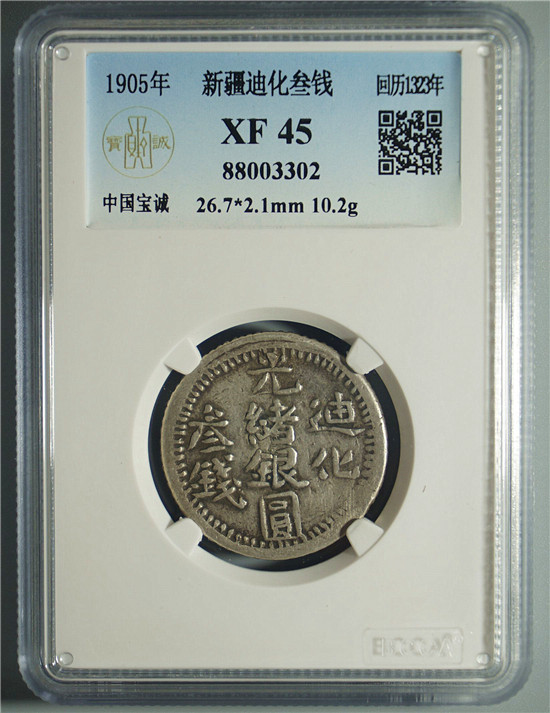 1905年 新疆迪化叁钱 回历1323年
寶 誠
XF 45
88003302
中国宝诚 26.7*2.1mm 10.2g
光緒銀圓
迪化
叁錢